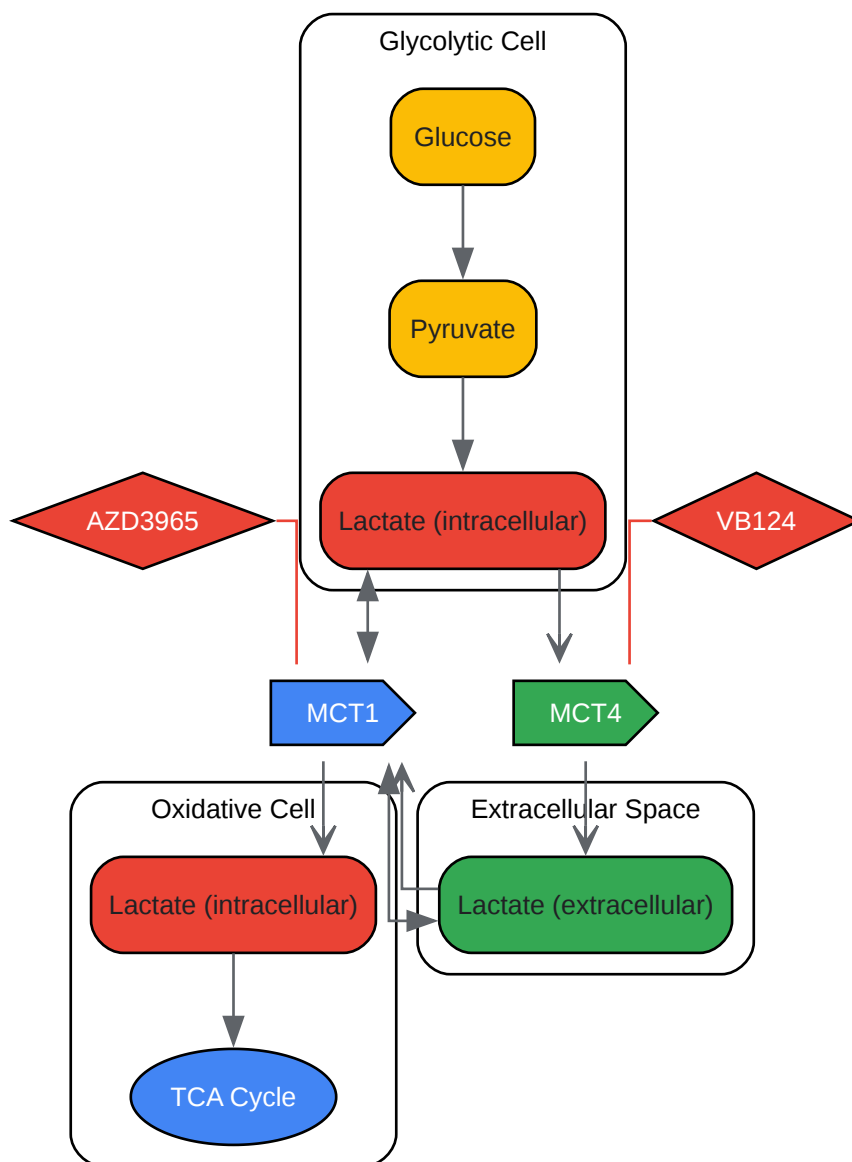 Glycolytic Cell
Glucose
Pyruvate
AZD3965
Lactate (intracellular)
VB124
MCT1
MCT4
Oxidative Cell
Extracellular Space
Lactate (intracellular)
Lactate (extracellular)
TCA Cycle